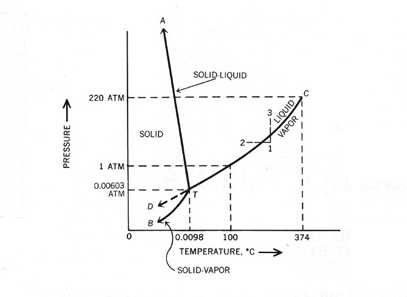 A
SOLID-LIQUID
220 ATM
C
LIQUID
VAPOR
3
SOLID
2
1
PRESSURE
1 ATM
0.00603
ATM
T
D
B
0
0.0098
100
374
TEMPERATURE, °C
SOLID-VAPOR